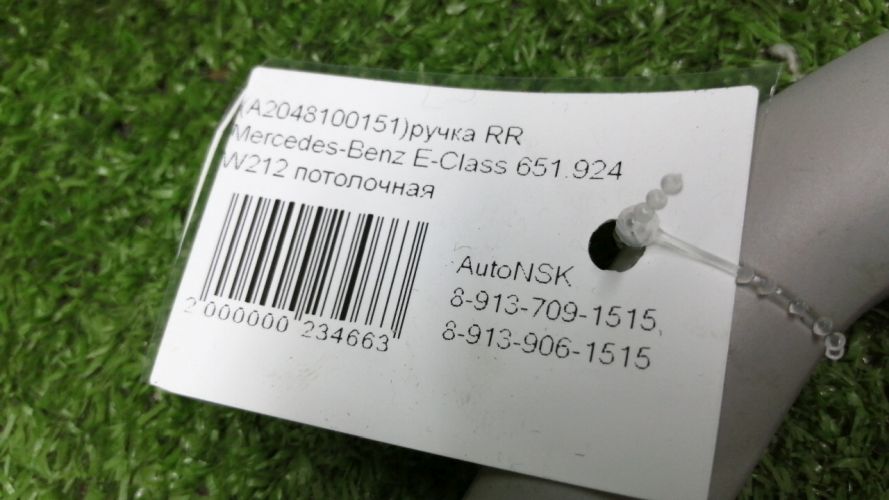 (A2048100151)ручка RR
Mercedes-Benz E-Class 651.924
W212 потолочная
2 000000 234663
AutoNSK
8-913-709-1515,
8-913-906-1515